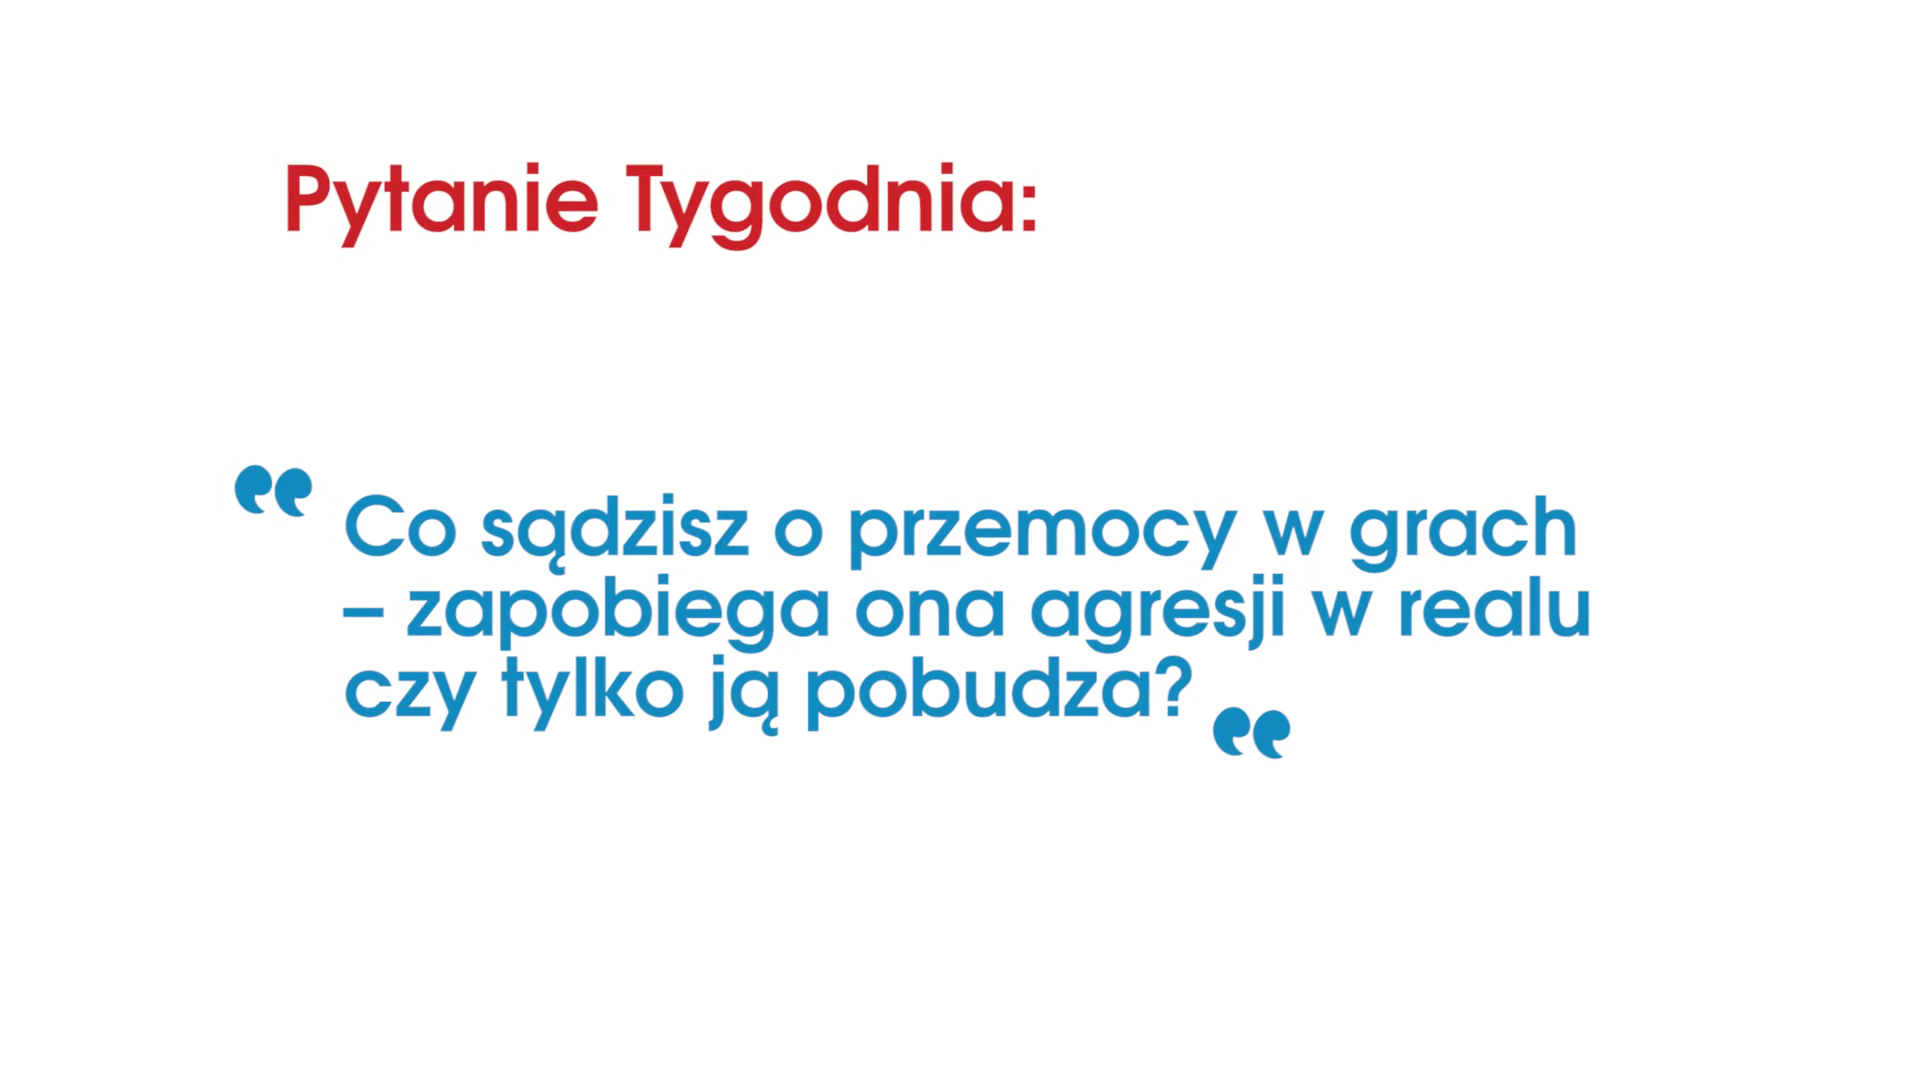 Pytanie Tygodnia:
“ Co sądzisz o przemocy w grach
– zapobiega ona agresji w realu
czy tylko ją pobudza? “